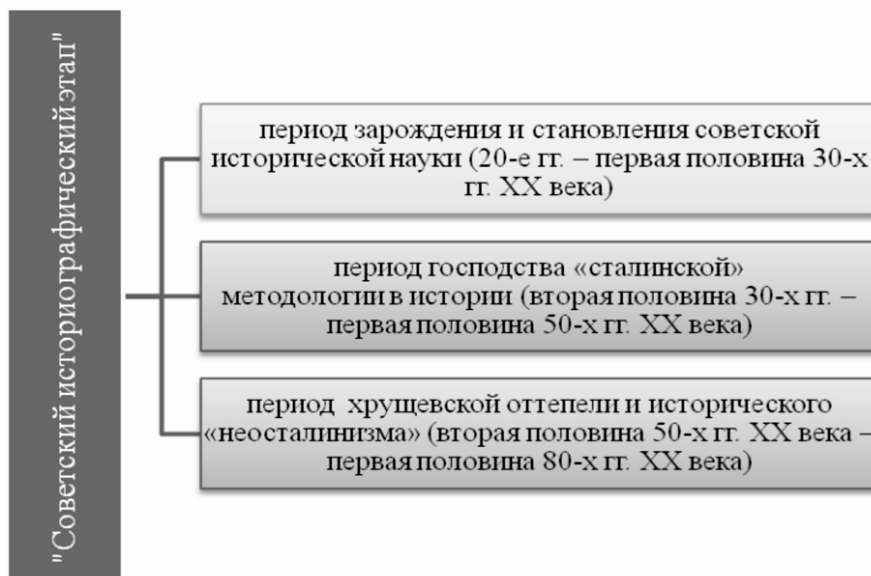 "Советский историографический этап"
период зарождения и становления советской
исторической науки (20-е гг. – первая половина 30-х
гг. XX века)
период господства «сталинской»
методологии в истории (вторая половина 30-х гг. –
первая половина 50-х гг. XX века)
период хрущевской оттепели и исторического
«неосталинизма» (вторая половина 50-х гг. XX века –
первая половина 80-х гг. XX века)